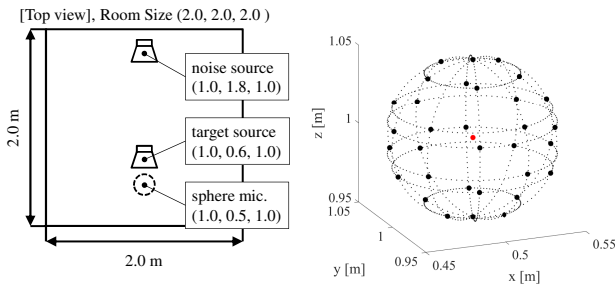 [Top view], Room Size (2.0, 2.0, 2.0 )
noise source
(1.0, 1.8, 1.0)
target source
(1.0, 0.6, 1.0)
sphere mic.
(1.0, 0.5, 1.0)
2.0 m
2.0 m
1.05
1
0.95
z [m]
1.05
1
0.95
y [m]
0.45
0.5
0.55
x [m]